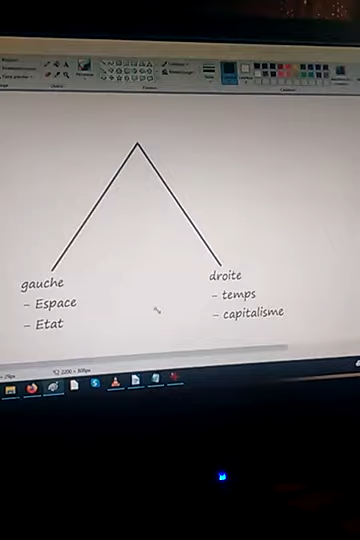 gauche
- Espace
- Etat
droite
- temps
- capitalisme